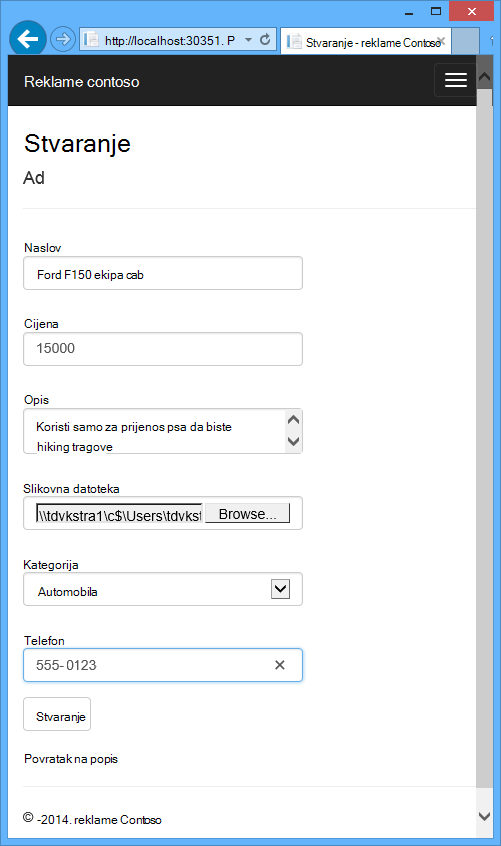 http://localhost:30351. P
Stvaranje - reklame Contoso
Reklame contoso
Stvaranje
Ad
Naslov
Ford F150 ekipa cab
Cijena
15000
Opis
Koristi samo za prijenos psa da biste
hiking tragove
Slikovna datoteka
\\tdvkstra1\c$\Users\tdvkst
Browse...
Kategorija
Automobila
Telefon
555-0123
Stvaranje
Povratak na popis
© -2014. reklame Contoso